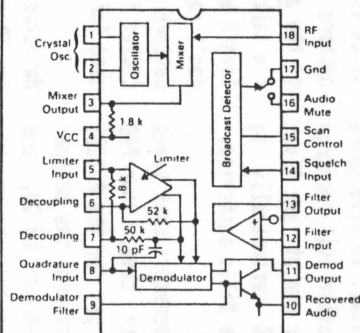 1
Crystal
Osc
2
Mixer
Output
3
VCC
4
Limiter
Input
5
Decoupling
6
Decoupling
7
Quadrature
Input
8
Demodulator
Filter
9
Oscillator
Mixer
1.8 k
Limiter
1.8 k
52 k
50 k
10 pF
Demodulator
Broadcast Detector
+
18
RF
Input
17
Gnd
16
Audio
Mute
15
Scan
Control
14
Squelch
Input
13
Filter
Output
12
Filter
Input
11
Demod
Output
10
Recovered
Audio